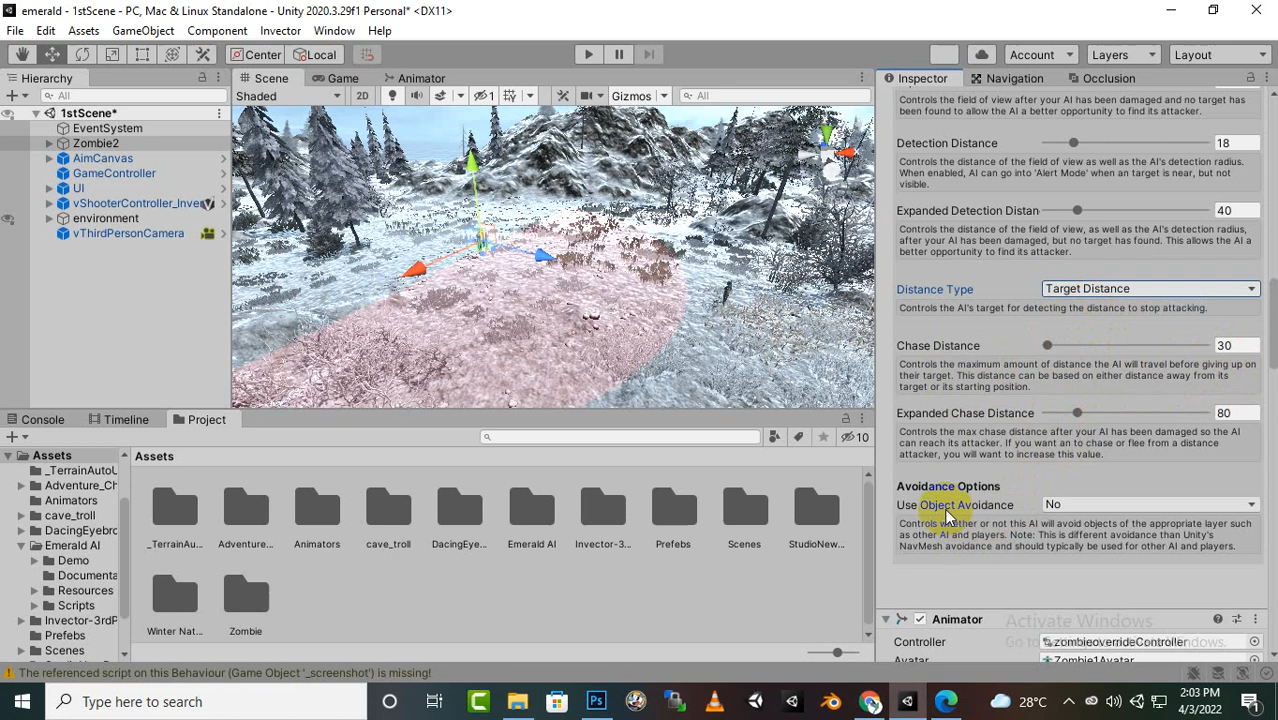 emerald - 1stScene - PC, Mac & Linux Standalone - Unity 2020.3.29f1 Personal* <DX11>
File Edit Assets GameObject Component Invector Window Help
Center Local Account Layers Layout
Hierarchy Scene Game Animator Inspector Navigation Occlusion
All Shaded 2D 1 Gizmos All
1stScene*
EventSystem
Zombie2
AimCanvas
GameController
UI
vShooterController_Inve
environment
vThirdPersonCamera
Controls the field of view after your AI has been damaged and no target has
been found to allow the AI a better opportunity to find its attacker.
Detection Distance 18
Controls the distance of the field of view as well as the AI's detection radius.
When enabled, AI can go into 'Alert Mode' when an target is near, but not
visible.
Expanded Detection Distan 40
Controls the distance of the field of view, as well as the AI's detection radius,
after your AI has been damaged, but no target has found. This allows the AI a
better opportunity to find its attacker.
Distance Type Target Distance
Controls the AI's target for detecting the distance to stop attacking.
Chase Distance 30
Controls the maximum amount of distance the AI will travel before giving up on
their target. This distance can be based on either distance away from its
target or its starting position.
Expanded Chase Distance 80
Controls the max chase distance after your AI has been damaged so the AI
can reach its attacker. If you want an to chase or flee from a distance
attacker, you will want to increase this value.
Avoidance Options
Use Object Avoidance No
Controls whether or not this AI will avoid objects of the appropriate layer such
as other AI and players. Note: This is different avoidance than Unity's
NavMesh avoidance and should typically be used for other AI and players.
Animator
Controller zombieoverrideController
Avatar Zombie1Avatar
Activate Windows
Go to Settings to activate Windows.
Console Timeline Project
10
Assets
_TerrainAutoU
Adventure_Ch
Animators
cave_troll
DacingEyebro
Emerald AI
Demo
Documenta
Resources
Scripts
Invector-3rdP
Prefebs
Scenes
Assets
_TerrainAu... Adventure... Animators cave_troll DacingEye... Emerald AI Invector-3... Prefebs Scenes StudioNew...
Winter Nat... Zombie
The referenced script on this Behaviour (Game Object '_screenshot') is missing!
Type here to search
28°C
2:03 PM
4/3/2022
1